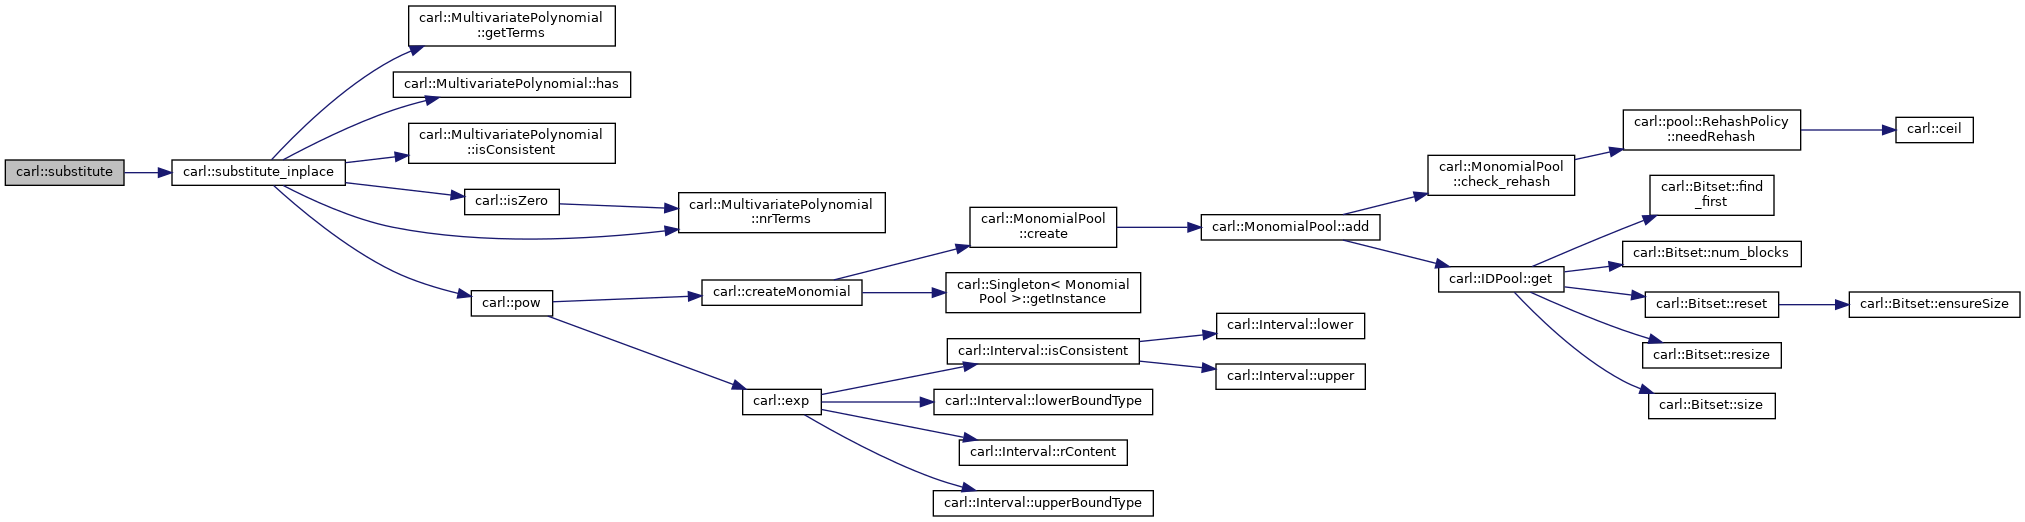 carl::substitute
carl::substitute_inplace
carl::MultivariatePolynomial
::getTerms
carl::MultivariatePolynomial::has
carl::MultivariatePolynomial
::isConsistent
carl::isZero
carl::MultivariatePolynomial
::nrTerms
carl::pow
carl::createMonomial
carl::MonomialPool
::create
carl::Singleton< Monomial
Pool >::getInstance
carl::MonomialPool::add
carl::MonomialPool
::check_rehash
carl::pool::RehashPolicy
::needRehash
carl::ceil
carl::IDPool::get
carl::Bitset::find
_first
carl::Bitset::num_blocks
carl::Bitset::reset
carl::Bitset::ensureSize
carl::Bitset::resize
carl::Bitset::size
carl::exp
carl::Interval::isConsistent
carl::Interval::lower
carl::Interval::upper
carl::Interval::lowerBoundType
carl::Interval::rContent
carl::Interval::upperBoundType